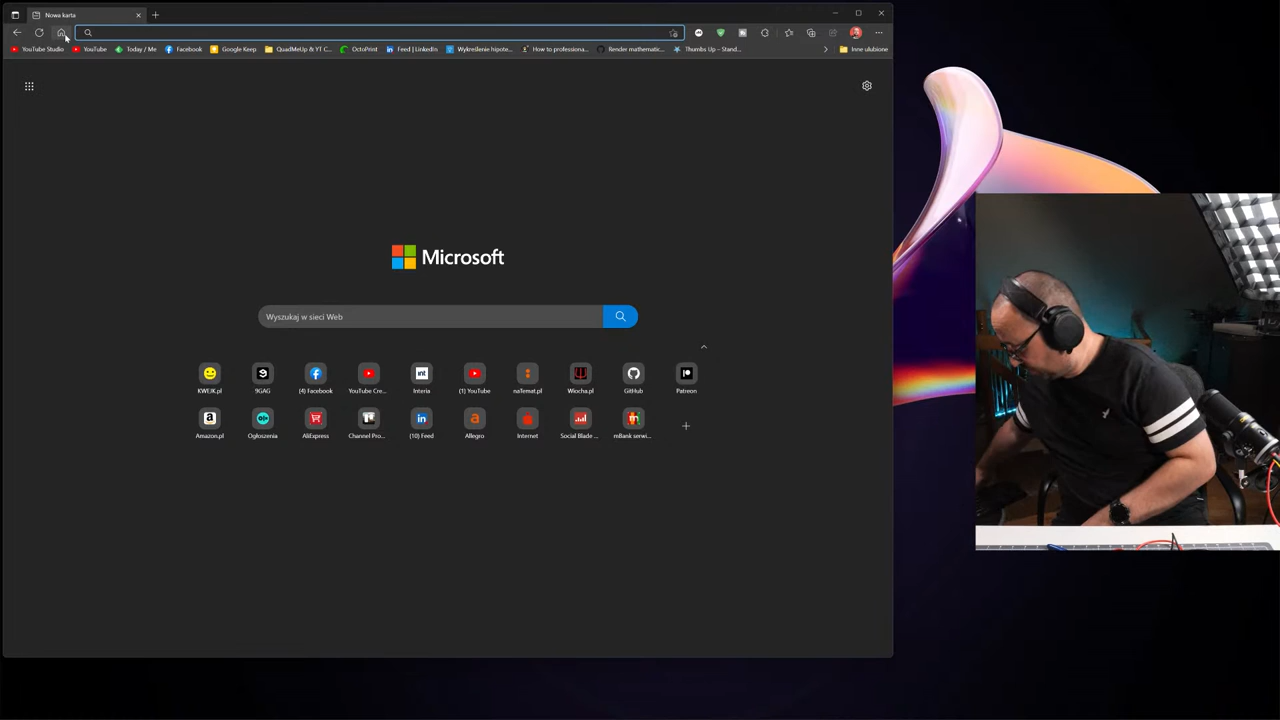 Nowa karta
YouTube Studio YouTube Today / Me Facebook Google Keep QuadMeUp & YT C... OctoPrint Feed | LinkedIn Wykreślenie hipote... How to professiona... Render mathematic... Thumbs Up – Stand... Inne ulubione
Microsoft
Wyszukaj w sieci Web
KWEJK.pl 9GAG (4) Facebook YouTube Cre... Interia (1) YouTube naTemat.pl Wiocha.pl GitHub Patreon
Amazon.pl Ogłoszenia AliExpress Channel Pro... (10) Feed Allegro Internet Social Blade ... mBank serwi...